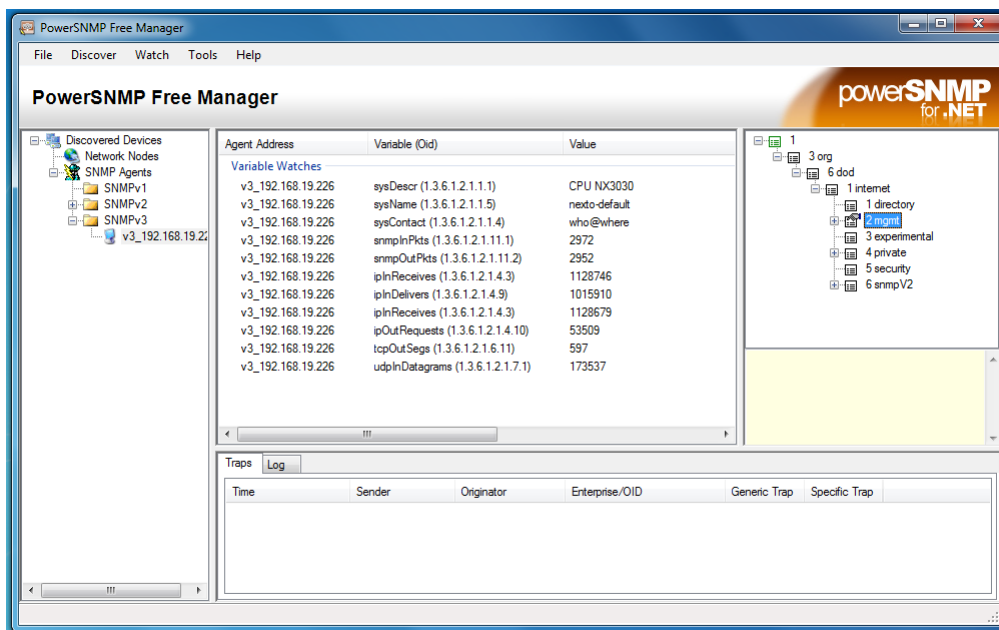 PowerSNMP Free Manager
File Discover Watch Tools Help
PowerSNMP Free Manager
powerSNMP
for .NET
Discovered Devices
Network Nodes
SNMP Agents
SNMPv1
SNMPv2
SNMPv3
v3_192.168.19.22
Agent Address Variable (Oid) Value
Variable Watches
v3_192.168.19.226 sysDescr (1.3.6.1.2.1.1.1) CPU NX3030
v3_192.168.19.226 sysName (1.3.6.1.2.1.1.5) nexto-default
v3_192.168.19.226 sysContact (1.3.6.1.2.1.1.4) who@where
v3_192.168.19.226 snmpInPkts (1.3.6.1.2.1.11.1) 2972
v3_192.168.19.226 snmpOutPkts (1.3.6.1.2.1.11.2) 2952
v3_192.168.19.226 ipInReceives (1.3.6.1.2.1.4.3) 1128746
v3_192.168.19.226 ipInDelivers (1.3.6.1.2.1.4.9) 1015910
v3_192.168.19.226 ipInReceives (1.3.6.1.2.1.4.3) 1128679
v3_192.168.19.226 ipOutRequests (1.3.6.1.2.1.4.10) 53509
v3_192.168.19.226 tcpOutSegs (1.3.6.1.2.1.6.11) 597
v3_192.168.19.226 udpInDatagrams (1.3.6.1.2.1.7.1) 173537
1
3 org
6 dod
1 internet
1 directory
2 mgmt
3 experimental
4 private
5 security
6 snmpV2
Traps Log
Time Sender Originator Enterprise/OID Generic Trap Specific Trap